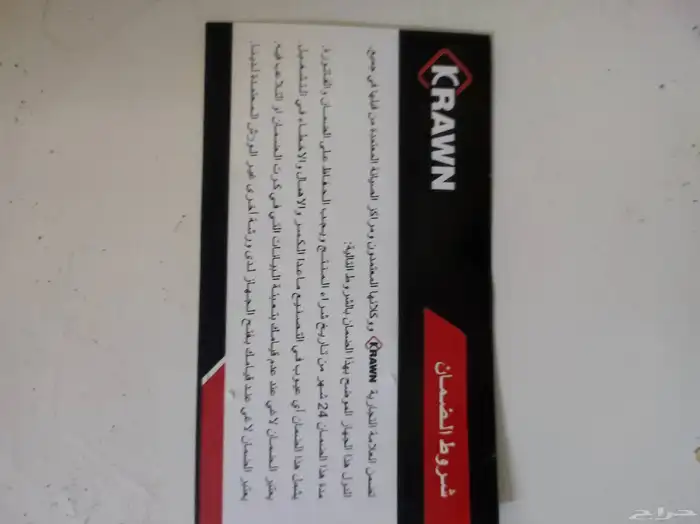 KRAWN
شروط الضمان
تضمن العلامة التجارية KRAWN ووكلائها المعتمدون ومراكز الصيانة المعتمدة من قبلها في جميع
الدول هذا الجهاز الموضح بهذا الضمان بالشروط التالية:
مدة هذا الضمان 24 شهر من تاريخ شراء المنتج ويجب الحفاظ على الضمان والفاتورة.
يشمل هذا الضمان أي عيوب في التصنيع ماعدا الكسر والاهمال والاخطاء في التشغيل
يعتبر الضمان لاغي عند عدم قيامك بتعبئة البيانات التي في كرت الضمان او التلاعب فيه.
يعتبر الضمان لاغي عند قيامك بفتح الجهاز لدى ورشة أخرى غير الورش المعتمدة لدينا.
حراج